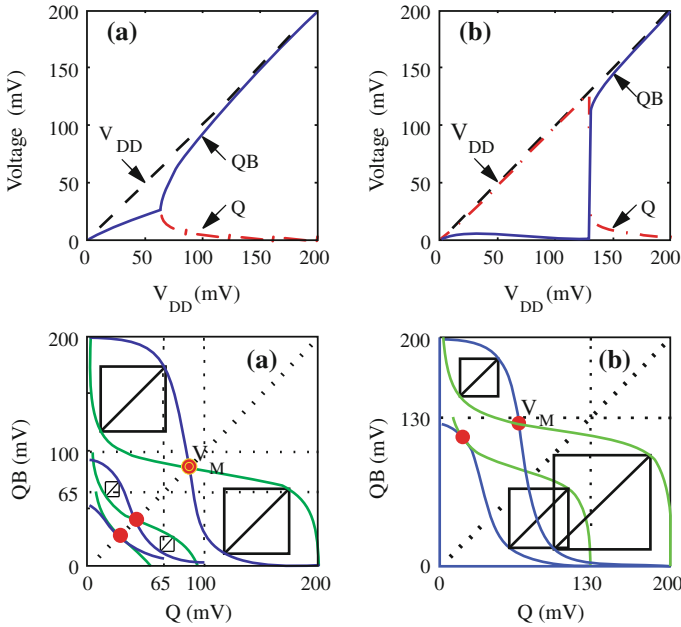 (a)
200
150
100
50
0
Voltage (mV)
V DD
QB
Q
0 50 100 150 200
V DD (mV)
(b)
200
150
100
50
0
Voltage (mV)
V DD
QB
Q
0 50 100 150 200
V DD (mV)
(a)
200
100
65
0
QB (mV)
V M
0 65 100 200
Q (mV)
(b)
200
130
0
QB (mV)
V M
0 130 200
Q (mV)